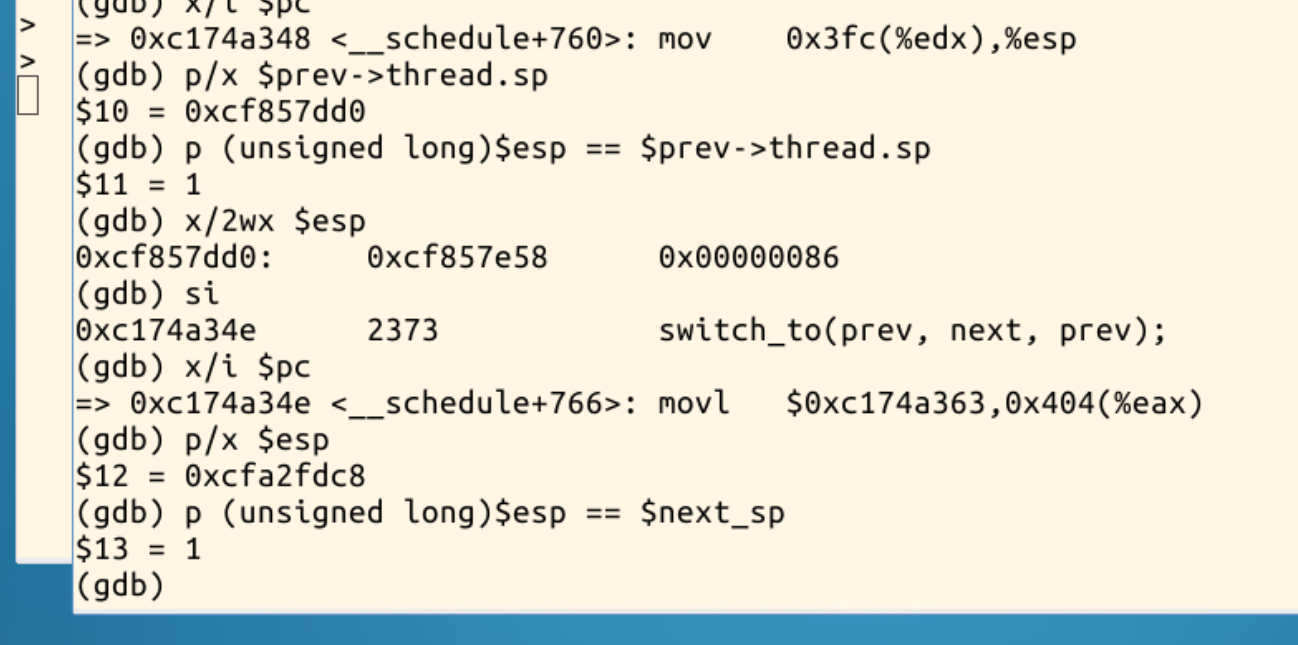 (gdb) x/i $pc
=> 0xc174a348 <__schedule+760>: mov    0x3fc(%edx),%esp
(gdb) p/x $prev->thread.sp
$10 = 0xcf857dd0
(gdb) p (unsigned long)$esp == $prev->thread.sp
$11 = 1
(gdb) x/2wx $esp
0xcf857dd0:     0xcf857e58      0x00000086
(gdb) si
0xc174a34e      2373            switch_to(prev, next, prev);
(gdb) x/i $pc
=> 0xc174a34e <__schedule+766>: movl   $0xc174a363,0x404(%eax)
(gdb) p/x $esp
$12 = 0xcfa2fdc8
(gdb) p (unsigned long)$esp == $next_sp
$13 = 1
(gdb)
>
>